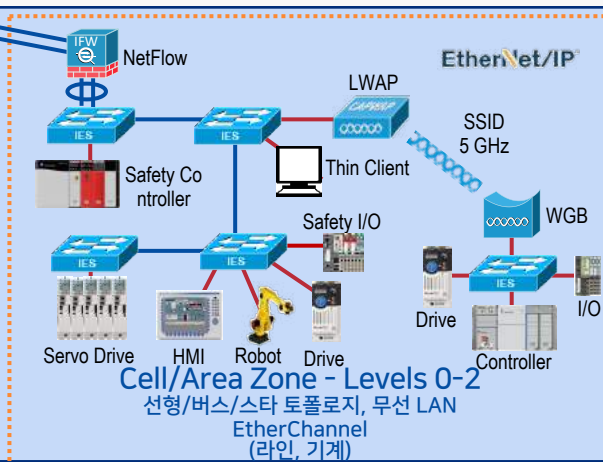 IFW
NetFlow
EtherNet/IP
LWAP
CAPWAP
SSID
5 GHz
IES
IES
Thin Client
Safety Co
ntroller
WGB
Safety I/O
IES
IES
IES
Drive
I/O
Controller
Servo Drive
HMI
Robot
Drive
Cell/Area Zone - Levels 0-2
선형/버스/스타 토폴로지, 무선 LAN
EtherChannel
(라인, 기계)